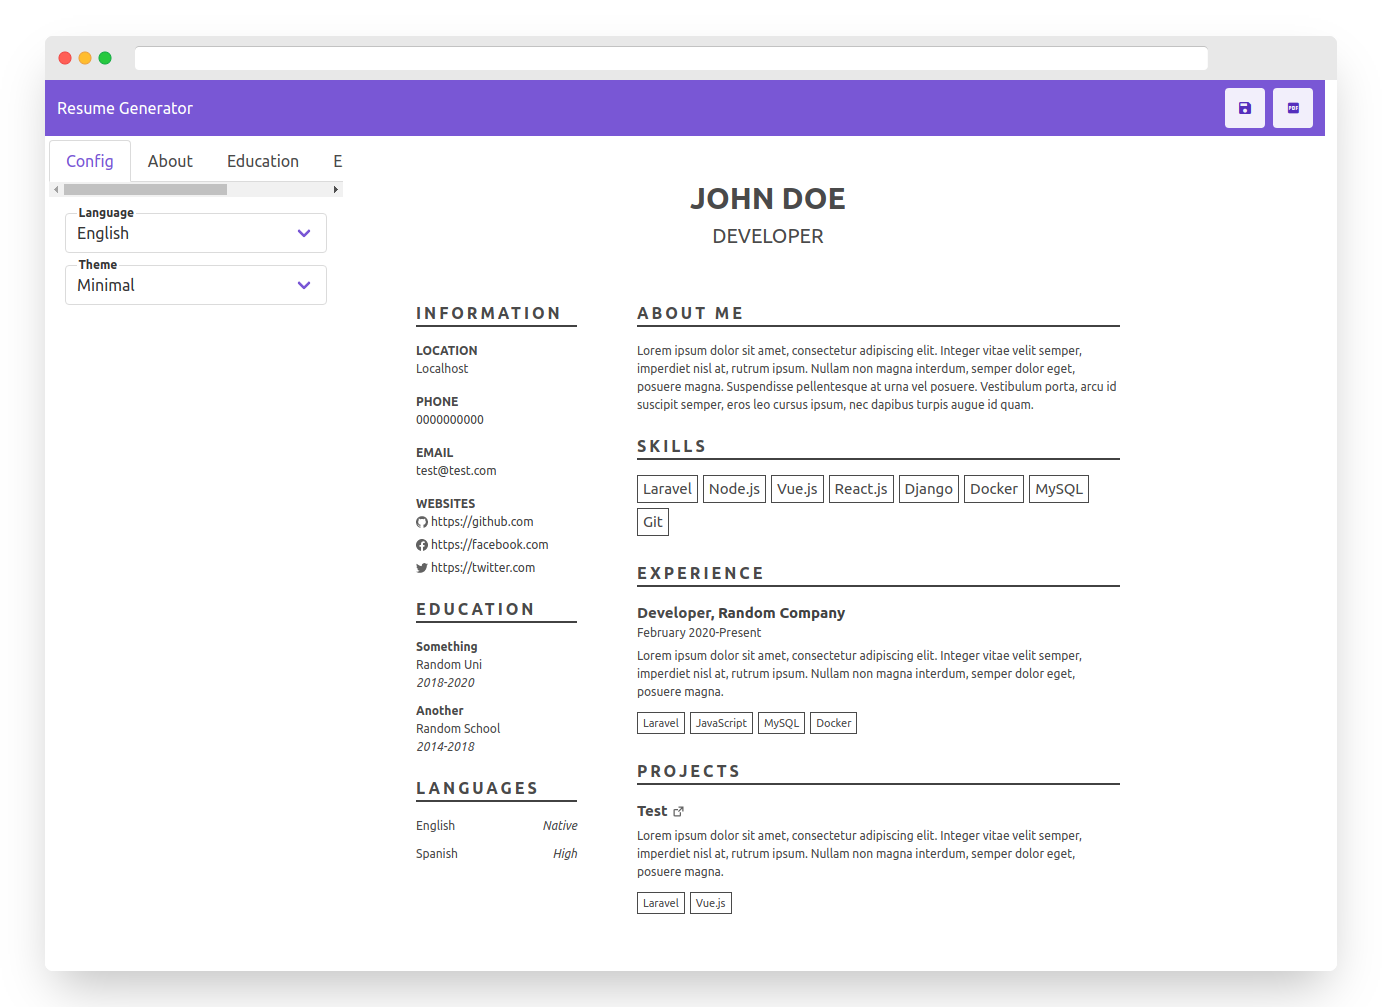 Resume Generator
PDF
Config About Education E
Language
English
Theme
Minimal
JOHN DOE
DEVELOPER
INFORMATION
LOCATION
Localhost
PHONE
0000000000
EMAIL
test@test.com
WEBSITES
https://github.com
https://facebook.com
https://twitter.com
EDUCATION
Something
Random Uni
2018-2020
Another
Random School
2014-2018
LANGUAGES
English Native
Spanish High
ABOUT ME
Lorem ipsum dolor sit amet, consectetur adipiscing elit. Integer vitae velit semper,
imperdiet nisl at, rutrum ipsum. Nullam non magna interdum, semper dolor eget,
posuere magna. Suspendisse pellentesque at urna vel posuere. Vestibulum porta, arcu id
suscipit semper, eros leo cursus ipsum, nec dapibus turpis augue id quam.
SKILLS
Laravel Node.js Vue.js React.js Django Docker MySQL
Git
EXPERIENCE
Developer, Random Company
February 2020-Present
Lorem ipsum dolor sit amet, consectetur adipiscing elit. Integer vitae velit semper,
imperdiet nisl at, rutrum ipsum. Nullam non magna interdum, semper dolor eget,
posuere magna.
Laravel JavaScript MySQL Docker
PROJECTS
Test
Lorem ipsum dolor sit amet, consectetur adipiscing elit. Integer vitae velit semper,
imperdiet nisl at, rutrum ipsum. Nullam non magna interdum, semper dolor eget,
posuere magna.
Laravel Vue.js